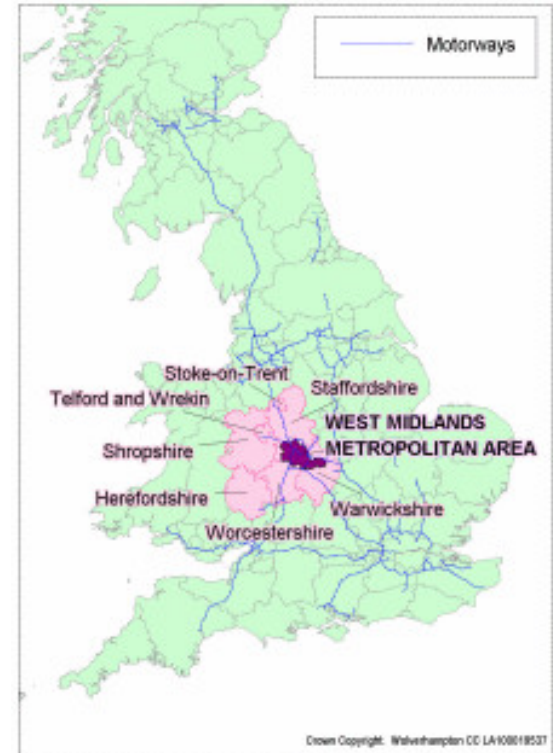 Motorways
Stoke-on-Trent
Staffordshire
Telford and Wrekin
WEST MIDLANDS
METROPOLITAN AREA
Shropshire
Herefordshire
Warwickshire
Worcestershire
Crown Copyright. Wolverhampton CC LA100019537